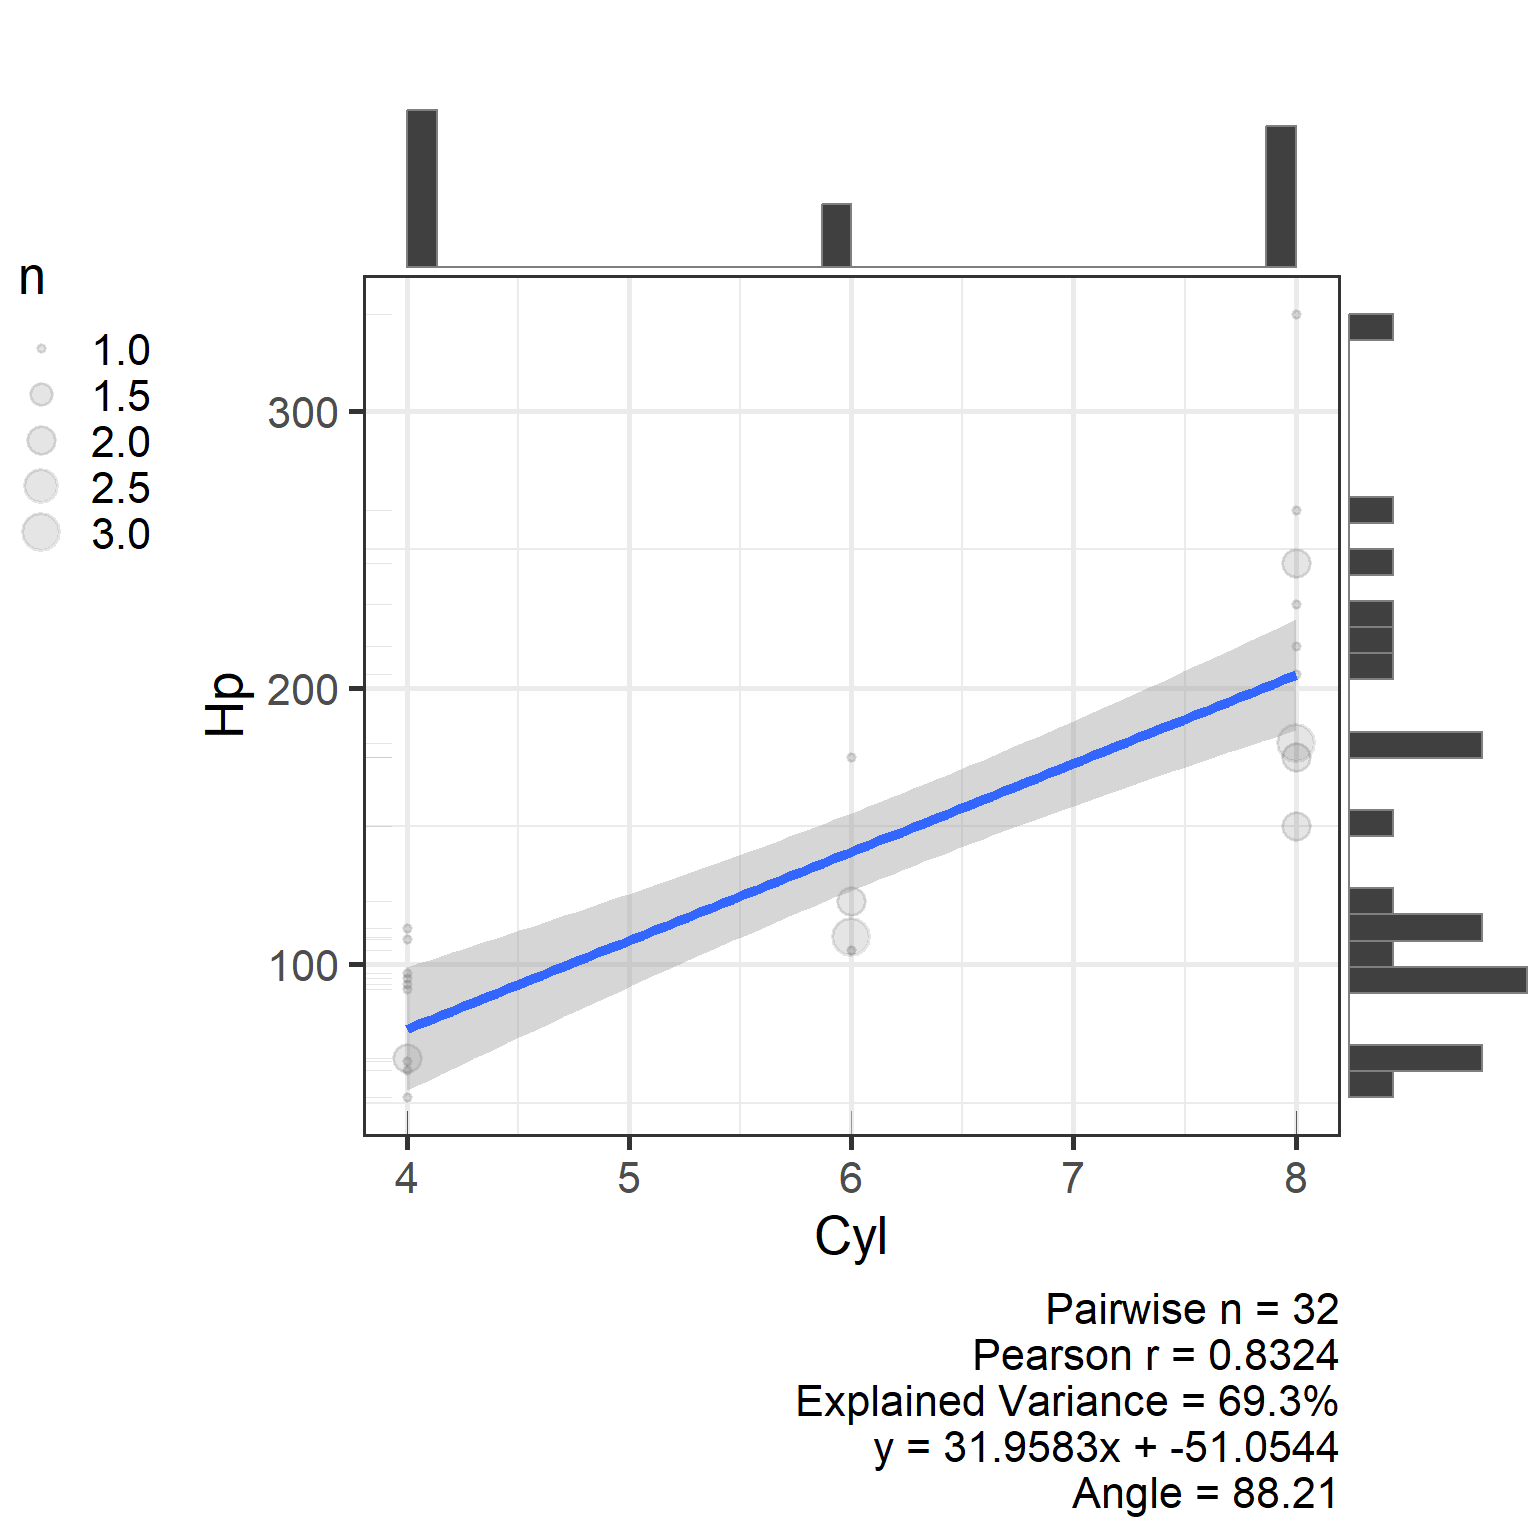 n
1.0
1.5
2.0
2.5
3.0
Hp
300
200
100
4 5 6 7 8
Cyl
Pairwise n = 32
Pearson r = 0.8324
Explained Variance = 69.3%
y = 31.9583x + -51.0544
Angle = 88.21